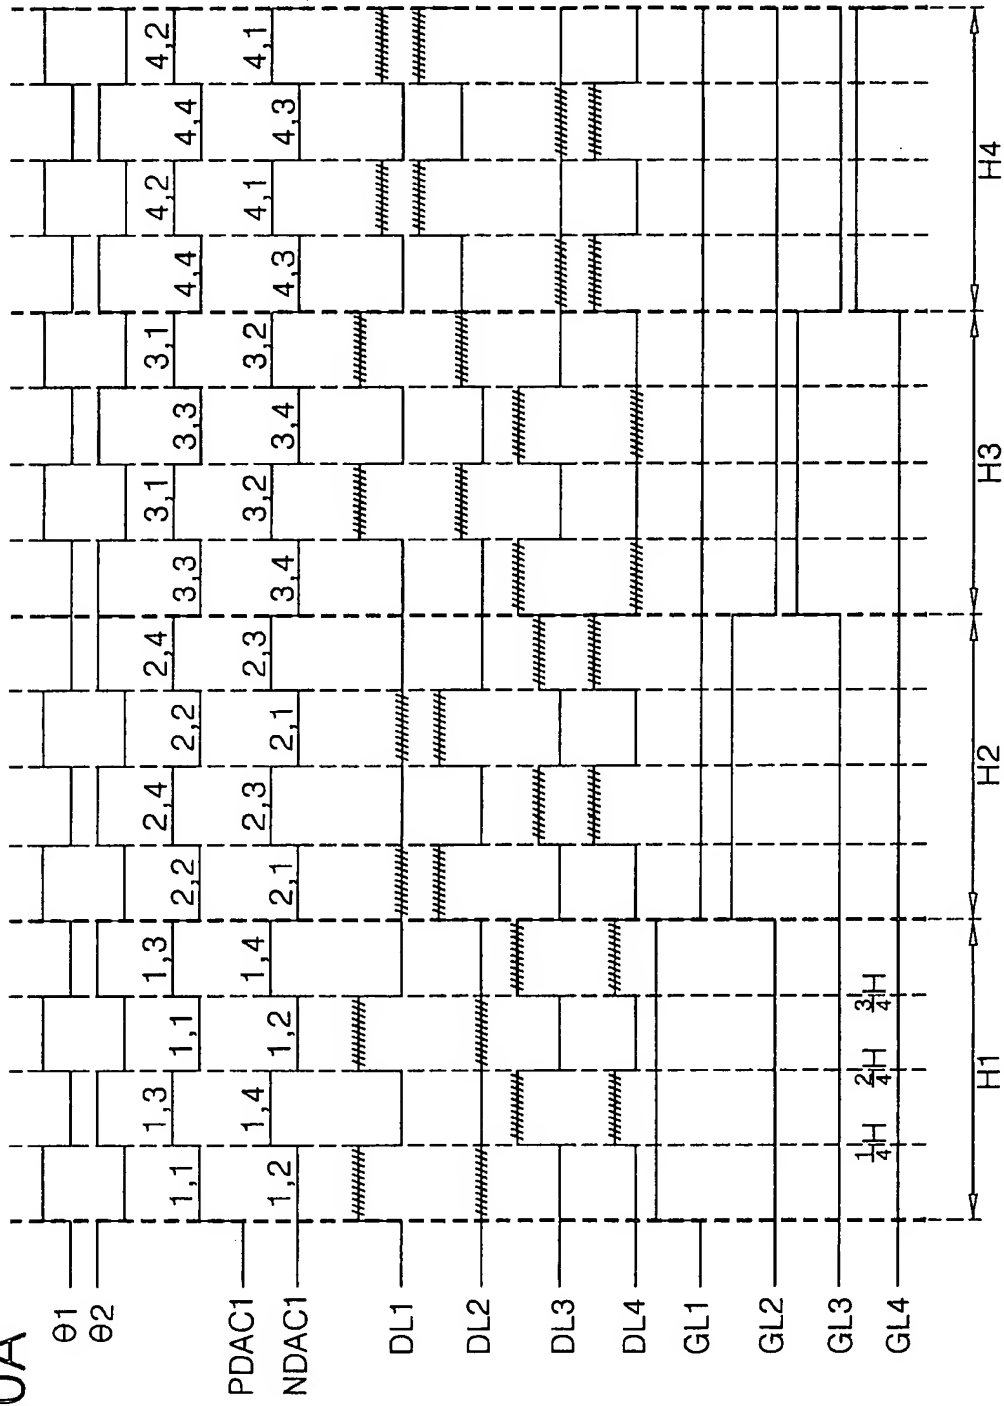 θ1
θ2
PDAC1 1,1 1,3 1,1 1,3 2,2 2,4 2,2 2,4 3,3 3,1 3,3 3,1 4,4 4,2 4,4 4,2
NDAC1 1,2 1,4 1,2 1,4 2,1 2,3 2,1 2,3 3,4 3,2 3,4 3,2 4,3 4,1 4,3 4,1
DL1
DL2
DL3
DL4
GL1
GL2
GL3
GL4
1/4H 2/4H 3/4H
H1 H2 H3 H4